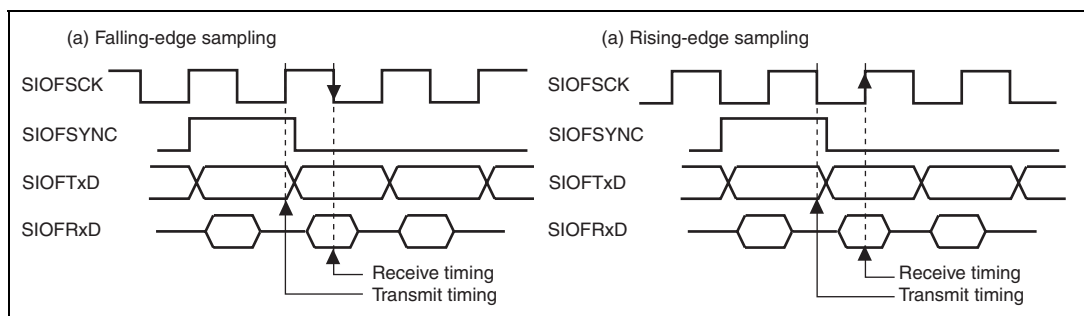 (a) Falling-edge sampling
SIOFSCK
SIOFSYNC
SIOFTxD
SIOFRxD
Receive timing
Transmit timing
(a) Rising-edge sampling
SIOFSCK
SIOFSYNC
SIOFTxD
SIOFRxD
Receive timing
Transmit timing